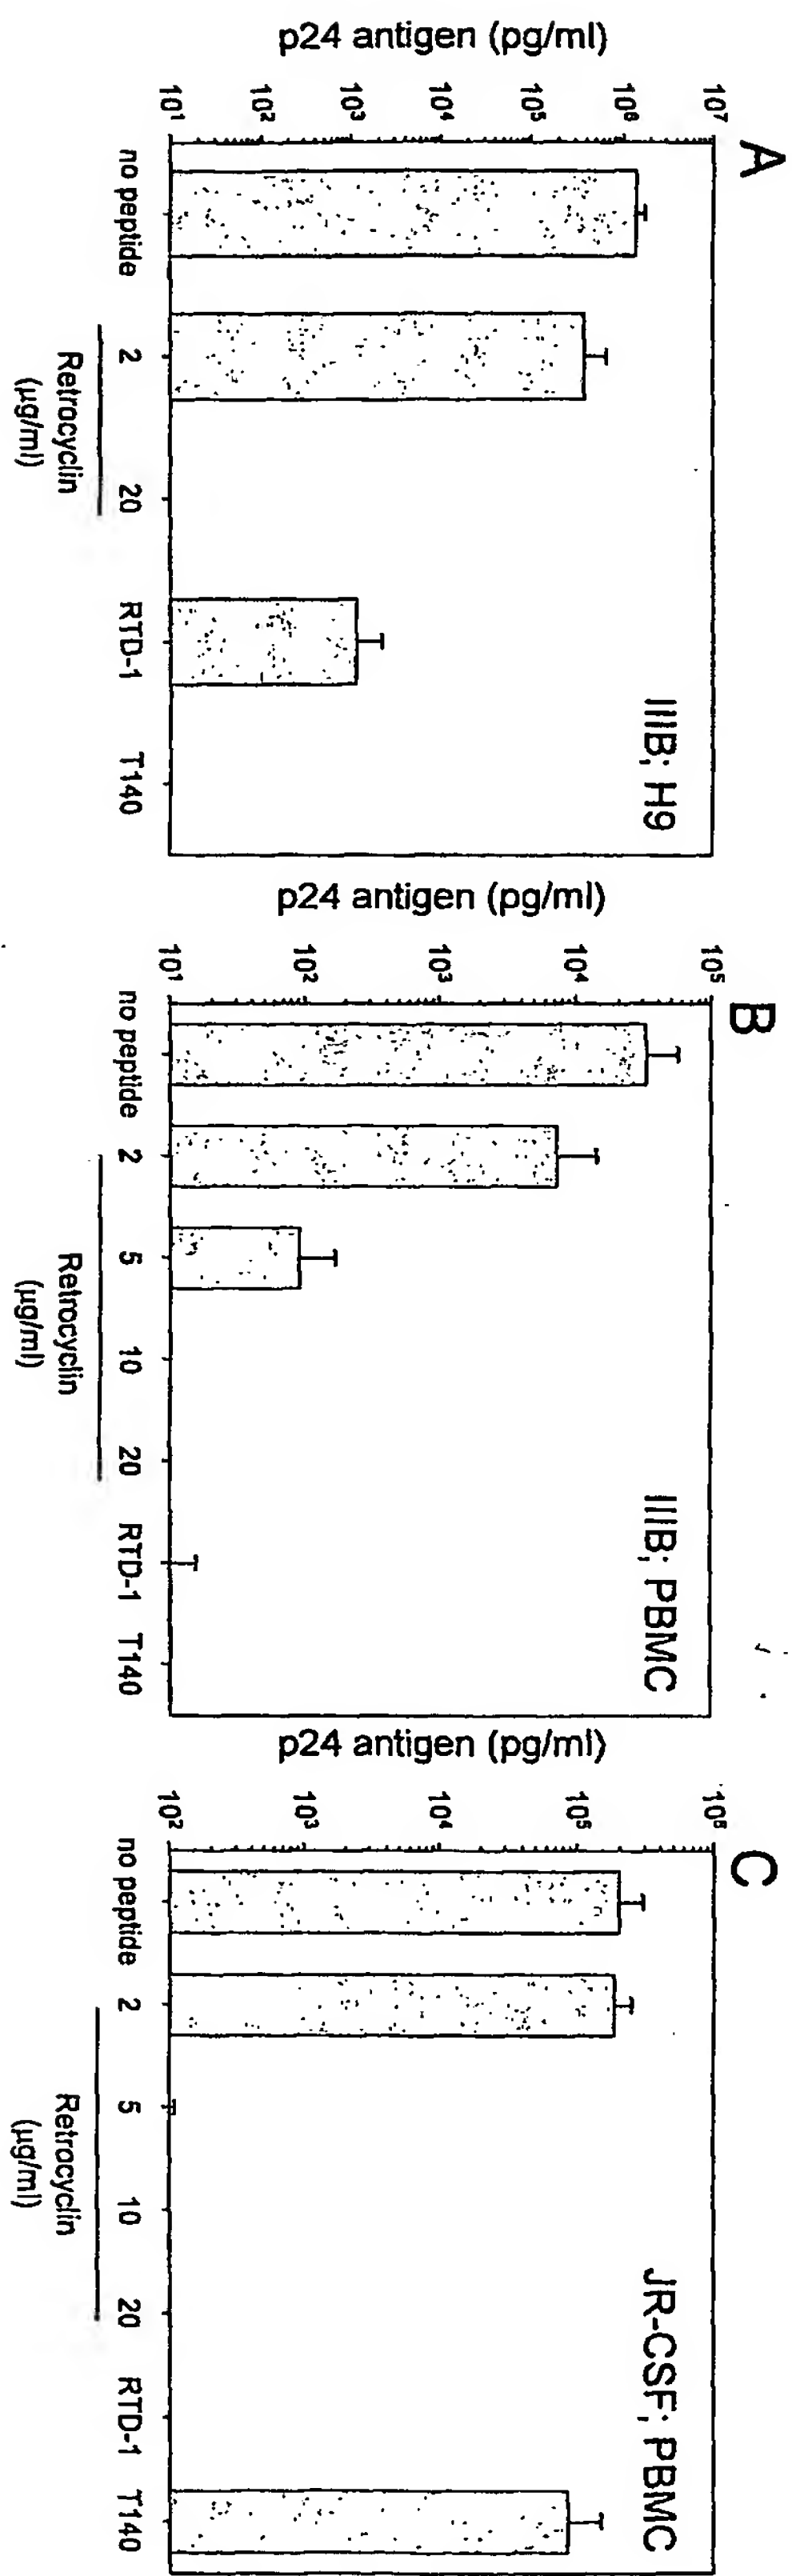 A
p24 antigen (pg/ml)
10⁷
10⁶
10⁵
10⁴
10³
10²
10¹
IIIB; H9
no peptide 2 20 RTD-1 T140
Retrocyclin
(µg/ml)
B
p24 antigen (pg/ml)
10⁵
10⁴
10³
10²
10¹
IIIB; PBMC
no peptide 2 5 10 20 RTD-1 T140
Retrocyclin
(µg/ml)
C
p24 antigen (pg/ml)
10⁶
10⁵
10⁴
10³
10²
JR-CSF; PBMC
no peptide 2 5 10 20 RTD-1 T140
Retrocyclin
(µg/ml)